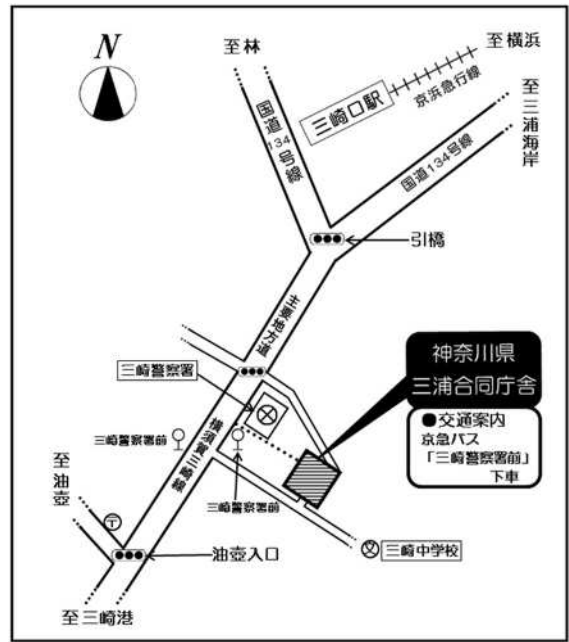 N
至林
至横浜
三崎口駅
京浜急行線
至三浦海岸
国道134号線
国道134号線
引橋
主要地方道
神奈川県
三浦合同庁舎
●交通案内
京急バス
「三崎警察署前」
下車
三崎警察署
三崎警察署前
横須賀三崎線
三崎警察署前
至油壺
〒
油壺入口
三崎中学校
文
至三崎港